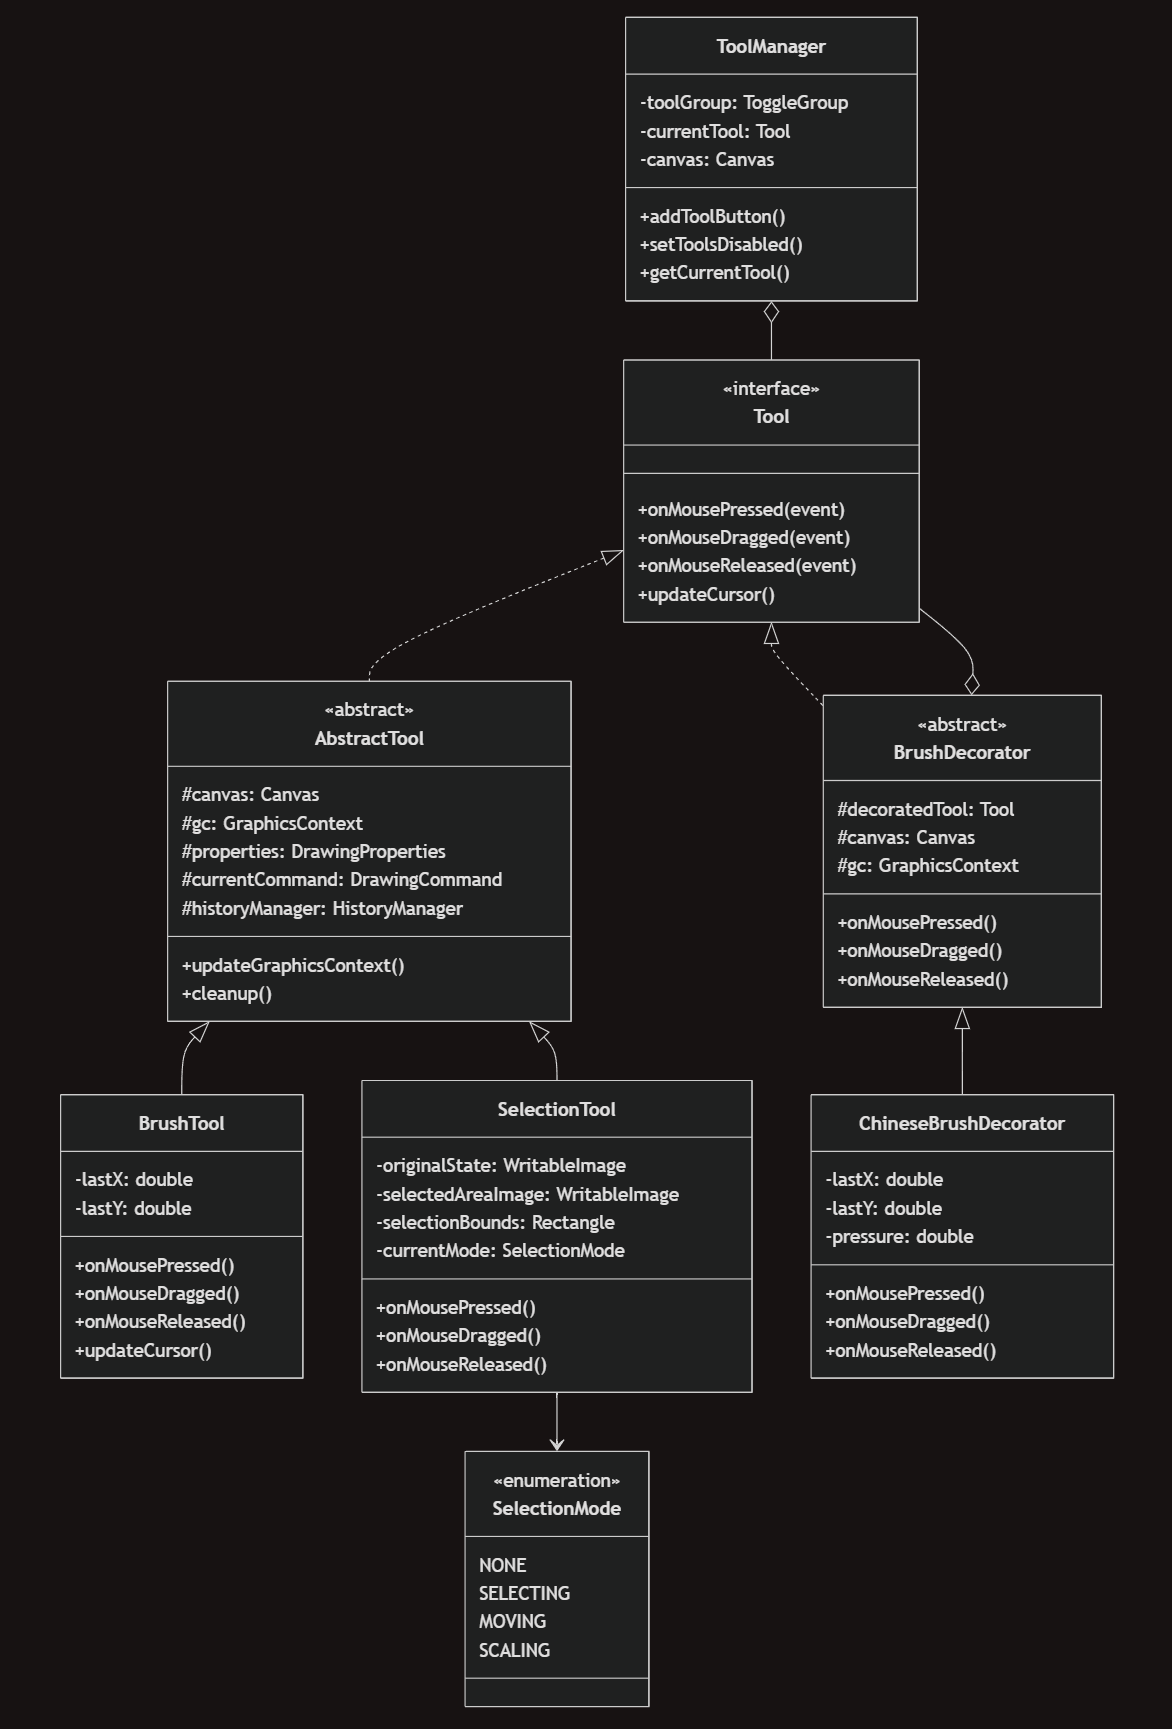 ToolManager
-toolGroup: ToggleGroup
-currentTool: Tool
-canvas: Canvas
+addToolButton()
+setToolsDisabled()
+getCurrentTool()
«interface»
Tool
+onMousePressed(event)
+onMouseDragged(event)
+onMouseReleased(event)
+updateCursor()
«abstract»
AbstractTool
#canvas: Canvas
#gc: GraphicsContext
#properties: DrawingProperties
#currentCommand: DrawingCommand
#historyManager: HistoryManager
+updateGraphicsContext()
+cleanup()
«abstract»
BrushDecorator
#decoratedTool: Tool
#canvas: Canvas
#gc: GraphicsContext
+onMousePressed()
+onMouseDragged()
+onMouseReleased()
BrushTool
-lastX: double
-lastY: double
+onMousePressed()
+onMouseDragged()
+onMouseReleased()
+updateCursor()
SelectionTool
-originalState: WritableImage
-selectedAreaImage: WritableImage
-selectionBounds: Rectangle
-currentMode: SelectionMode
+onMousePressed()
+onMouseDragged()
+onMouseReleased()
ChineseBrushDecorator
-lastX: double
-lastY: double
-pressure: double
+onMousePressed()
+onMouseDragged()
+onMouseReleased()
«enumeration»
SelectionMode
NONE
SELECTING
MOVING
SCALING